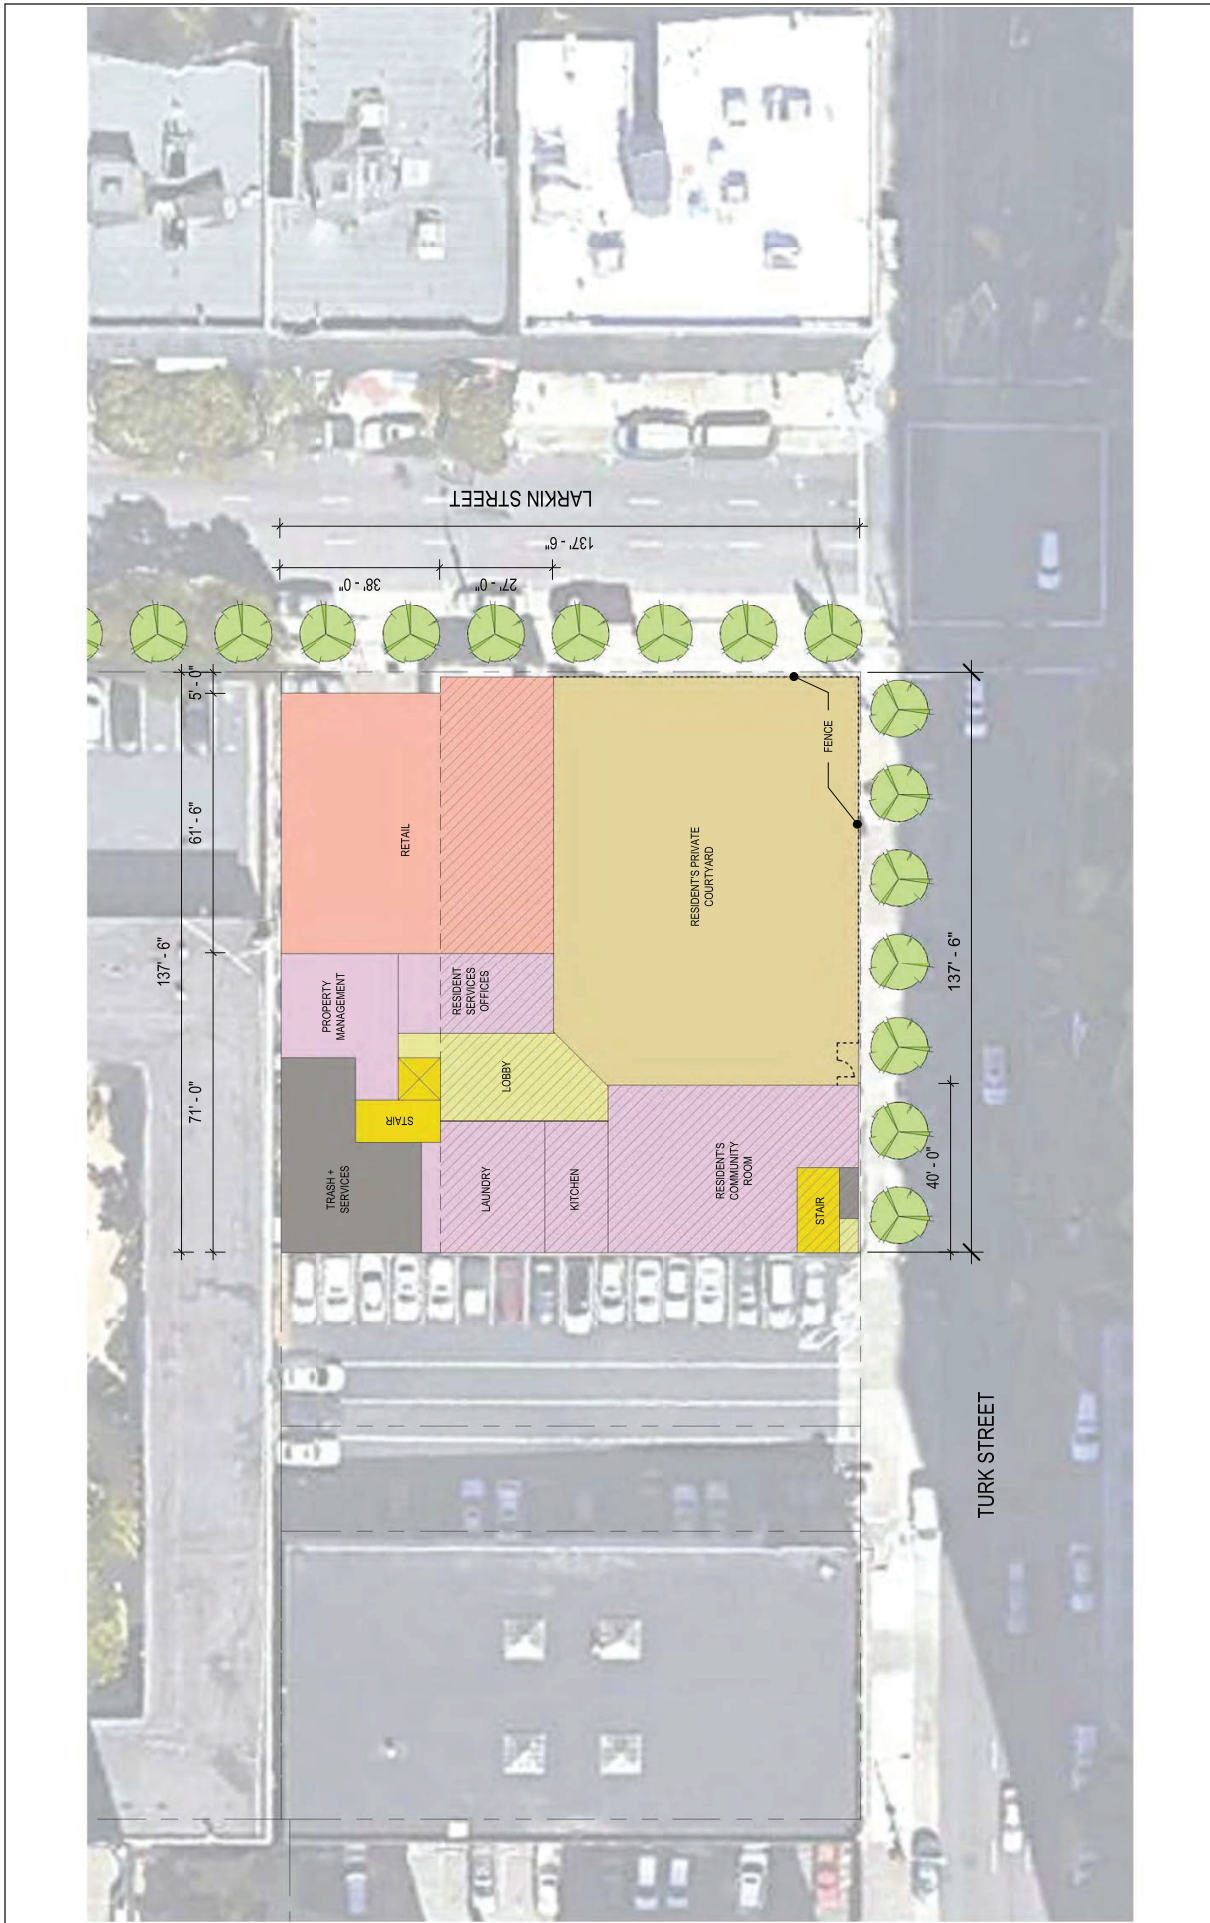 LARKIN STREET
137' - 6"
38' - 0"
27' - 0"
5' - 0"
61' - 6"
137' - 6"
71' - 0"
RETAIL
FENCE
RESIDENT'S PRIVATE
COURTYARD
PROPERTY
MANAGEMENT
RESIDENT
SERVICES
OFFICES
LOBBY
STAIR
TRASH +
SERVICES
LAUNDRY
KITCHEN
RESIDENT'S
COMMUNITY
ROOM
STAIR
137' - 6"
40' - 0"
TURK STREET